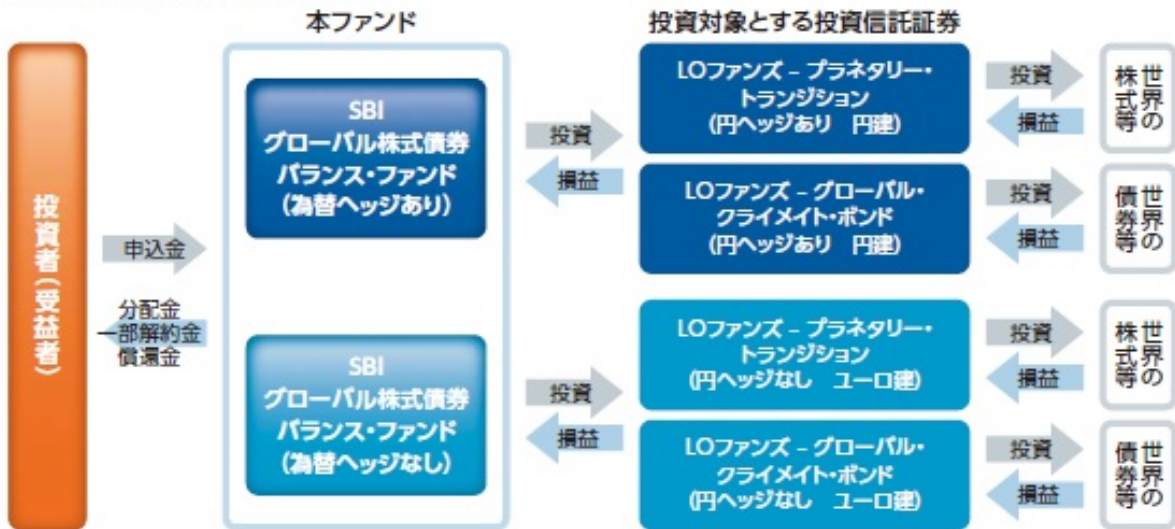 本ファンド
投資対象とする投資信託証券
投資者(受益者)
申込金
分配金
一部解約金
償還金
SBI
グローバル株式債券
バランス・ファンド
(為替ヘッジあり)
投資
損益
LOファンズ – プラネタリー・
トランジション
(円ヘッジあり 円建)
投資
損益
世界の
株式等
LOファンズ – グローバル・
クライメイト・ボンド
(円ヘッジあり 円建)
投資
損益
世界の
債券等
SBI
グローバル株式債券
バランス・ファンド
(為替ヘッジなし)
投資
損益
LOファンズ – プラネタリー・
トランジション
(円ヘッジなし ユーロ建)
投資
損益
世界の
株式等
LOファンズ – グローバル・
クライメイト・ボンド
(円ヘッジなし ユーロ建)
投資
損益
世界の
債券等